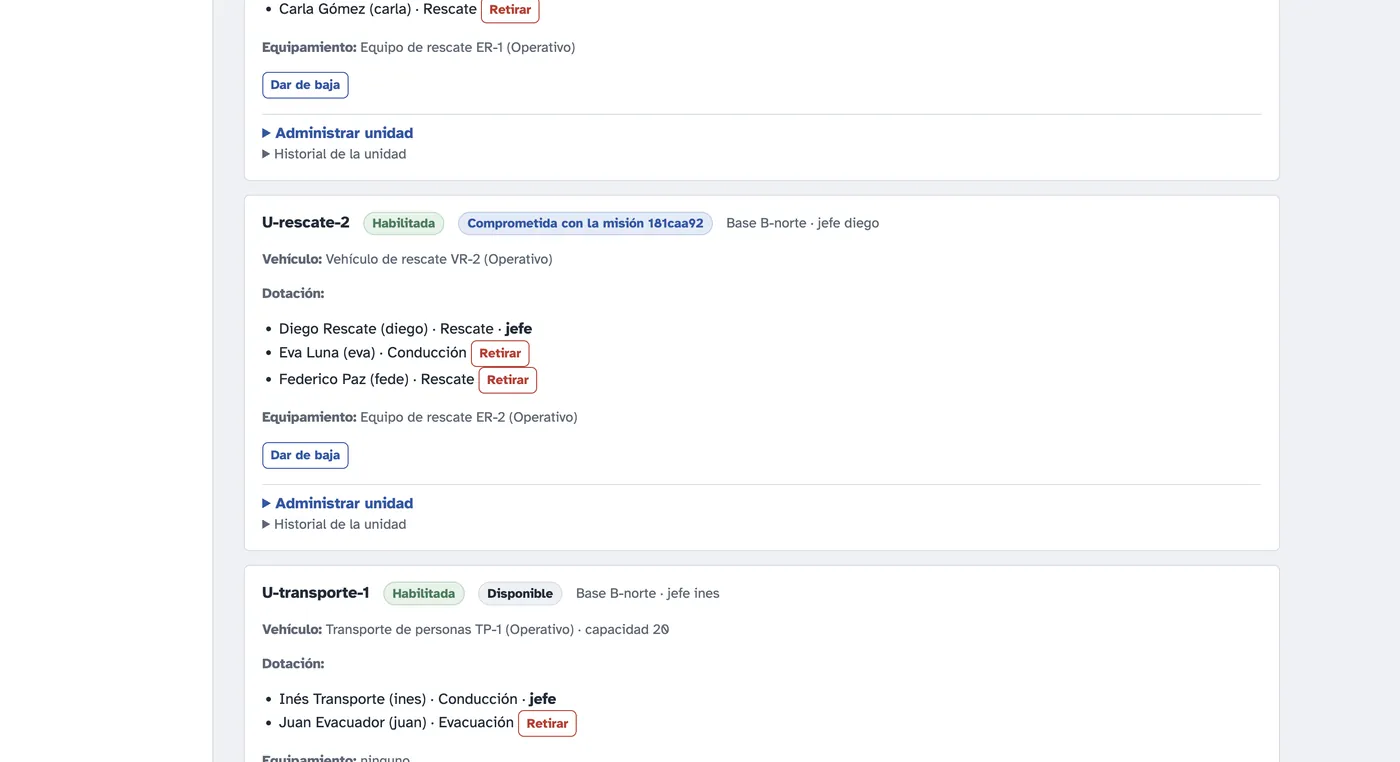 • Carla Gómez (carla) · Rescate Retirar
Equipamiento: Equipo de rescate ER-1 (Operativo)
Dar de baja
▶ Administrar unidad
▶ Historial de la unidad
U-rescate-2 Habilitada Comprometida con la misión 181caa92 Base B-norte · jefe diego
Vehículo: Vehículo de rescate VR-2 (Operativo)
Dotación:
• Diego Rescate (diego) · Rescate · jefe
• Eva Luna (eva) · Conducción Retirar
• Federico Paz (fede) · Rescate Retirar
Equipamiento: Equipo de rescate ER-2 (Operativo)
Dar de baja
▶ Administrar unidad
▶ Historial de la unidad
U-transporte-1 Habilitada Disponible Base B-norte · jefe ines
Vehículo: Transporte de personas TP-1 (Operativo) · capacidad 20
Dotación:
• Inés Transporte (ines) · Conducción · jefe
• Juan Evacuador (juan) · Evacuación Retirar
Equipamiento: ninguno